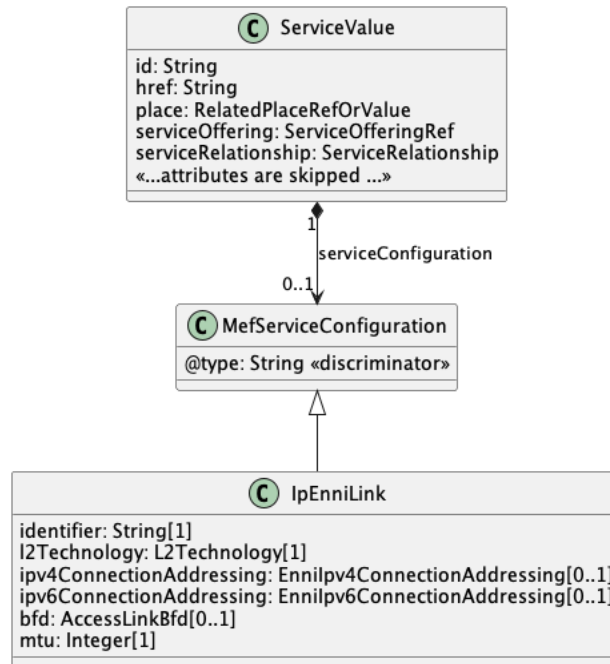 C ServiceValue
id: String
href: String
place: RelatedPlaceRefOrValue
serviceOffering: ServiceOfferingRef
serviceRelationship: ServiceRelationship
«...attributes are skipped ...»
1
serviceConfiguration
0..1
C MefServiceConfiguration
@type: String «discriminator»
C IpEnniLink
identifier: String[1]
l2Technology: L2Technology[1]
ipv4ConnectionAddressing: EnniIpv4ConnectionAddressing[0..1]
ipv6ConnectionAddressing: EnniIpv6ConnectionAddressing[0..1]
bfd: AccessLinkBfd[0..1]
mtu: Integer[1]